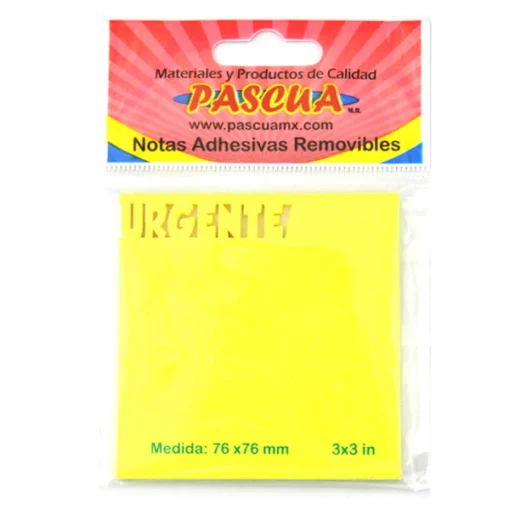 Materiales y Productos de Calidad
PASCUA M.R.
www.pascuamx.com
Notas Adhesivas Removibles
URGENTE
Medida: 76 x76 mm 3x3 in